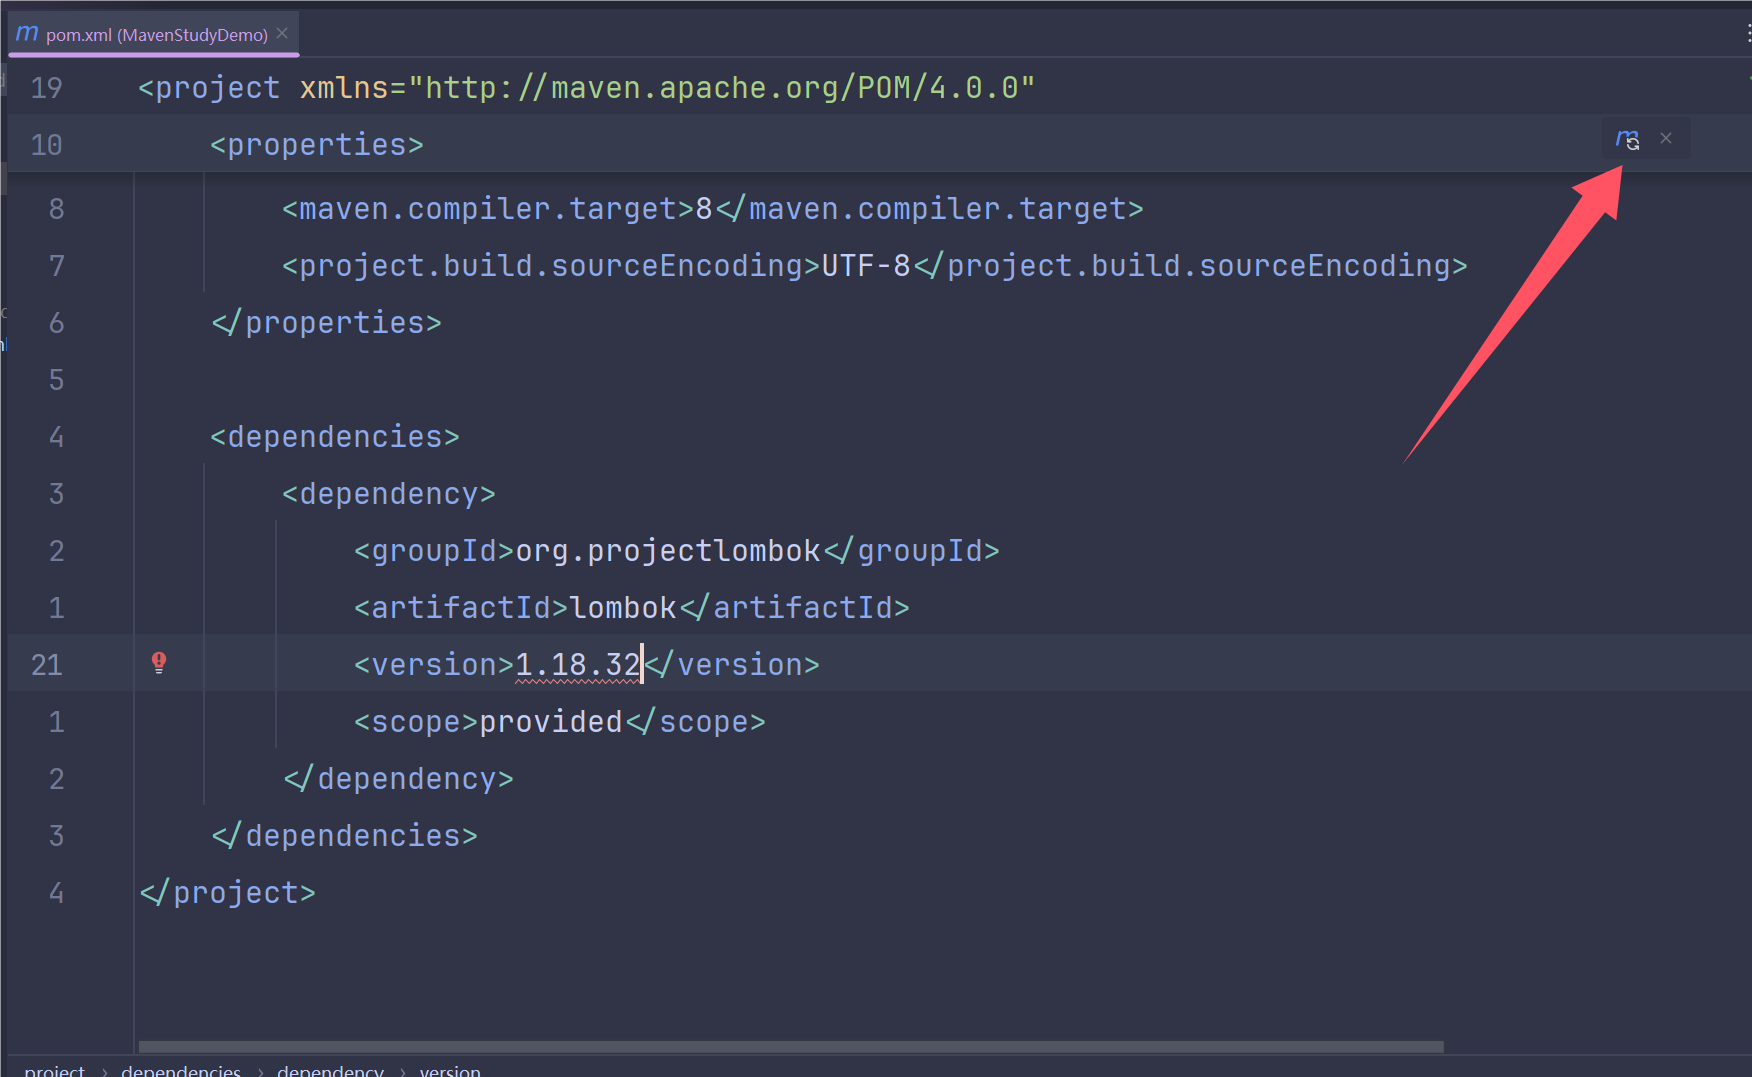 m pom.xml (MavenStudyDemo) ×
19 <project xmlns="http://maven.apache.org/POM/4.0.0"
10 <properties>
m ×
8 <maven.compiler.target>8</maven.compiler.target>
7 <project.build.sourceEncoding>UTF-8</project.build.sourceEncoding>
6 </properties>
5
4 <dependencies>
3 <dependency>
2 <groupId>org.projectlombok</groupId>
1 <artifactId>lombok</artifactId>
21 <version>1.18.32</version>
1 <scope>provided</scope>
2 </dependency>
3 </dependencies>
4 </project>
project › dependencies › dependency › version